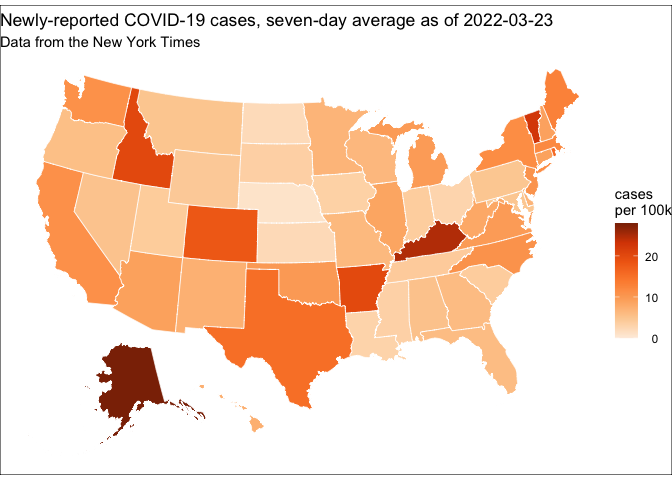 Newly-reported COVID-19 cases, seven-day average as of 2022-03-23
Data from the New York Times
cases
per 100k
20
10
0